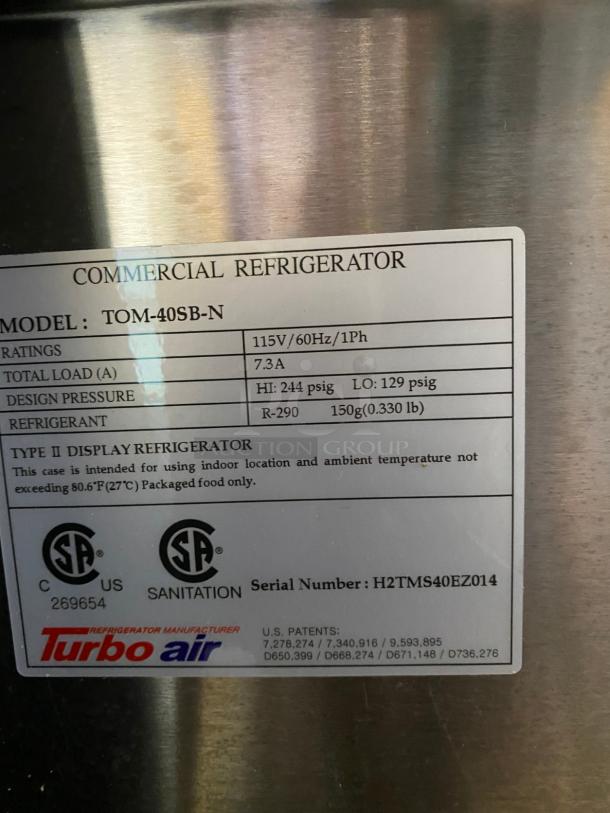 COMMERCIAL REFRIGERATOR
MODEL: TOM-40SB-N
RATINGS 115V/60Hz/1Ph
TOTAL LOAD (A) 7.3A
DESIGN PRESSURE HI: 244 psig LO: 129 psig
REFRIGERANT R-290 150g(0.330 lb)
TYPE II DISPLAY REFRIGERATOR
This case is intended for using indoor location and ambient temperature not
exceeding 80.6°F(27℃) Packaged food only.
SA® SA®
C US
269654
SANITATION
Serial Number : H2TMS40EZ014
REFRIGERATOR MANUFACTURER
Turbo air
U.S. PATENTS:
7,278,274 / 7,340,916 / 9,593,895
D650,399 / D668,274 / D671,148 / D736,276
AUCTION GROUP